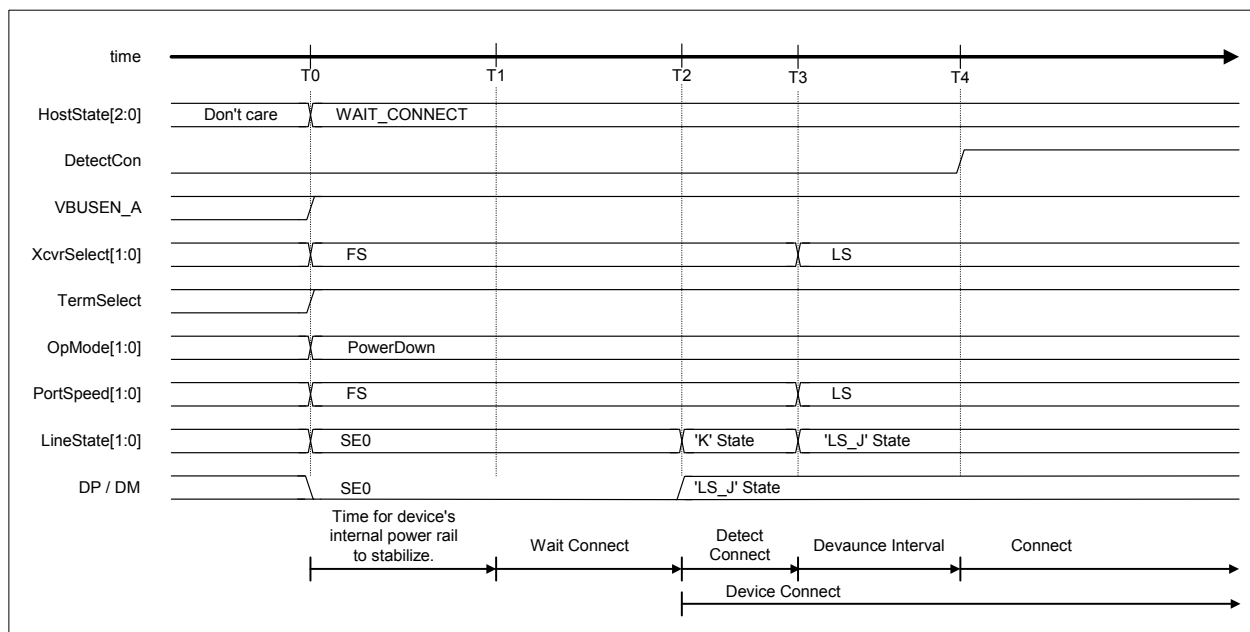 time
T0 T1 T2 T3 T4
HostState[2:0] Don't care WAIT_CONNECT
DetectCon
VBUSEN_A
XcvrSelect[1:0] FS LS
TermSelect
OpMode[1:0] PowerDown
PortSpeed[1:0] FS LS
LineState[1:0] SE0 'K' State 'LS_J' State
DP / DM SE0 'LS_J' State
Time for device's
internal power rail
to stabilize.
Wait Connect
Detect
Connect
Devaunce Interval
Connect
Device Connect